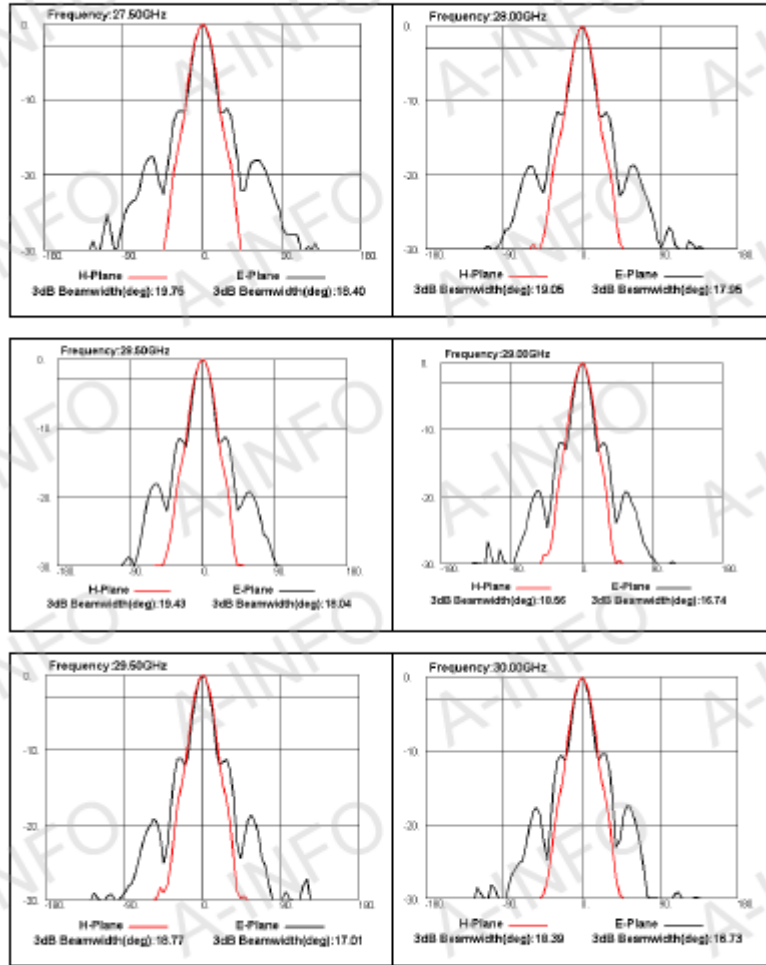 Frequency:27.50GHz
0.
-10.
-20.
-30.
-180.
-90.
0.
90.
180.
H-Plane
E-Plane
3dB Beamwidth(deg):19.76
3dB Beamwidth(deg):18.40
Frequency:28.00GHz
0.
-10.
-20.
-30.
-180.
-90.
0.
90.
180.
H-Plane
E-Plane
3dB Beamwidth(deg):19.05
3dB Beamwidth(deg):17.95
Frequency:28.50GHz
0.
-10.
-20.
-30.
-180.
-90.
0.
90.
180.
H-Plane
E-Plane
3dB Beamwidth(deg):19.43
3dB Beamwidth(deg):18.04
Frequency:29.00GHz
0.
-10.
-20.
-30.
-180.
-90.
0.
90.
180.
H-Plane
E-Plane
3dB Beamwidth(deg):18.56
3dB Beamwidth(deg):16.74
Frequency:29.50GHz
0.
-10.
-20.
-30.
-180.
-90.
0.
90.
180.
H-Plane
E-Plane
3dB Beamwidth(deg):18.77
3dB Beamwidth(deg):17.01
Frequency:30.00GHz
0.
-10.
-20.
-30.
-180.
-90.
0.
90.
180.
H-Plane
E-Plane
3dB Beamwidth(deg):18.39
3dB Beamwidth(deg):16.73
A-INFO